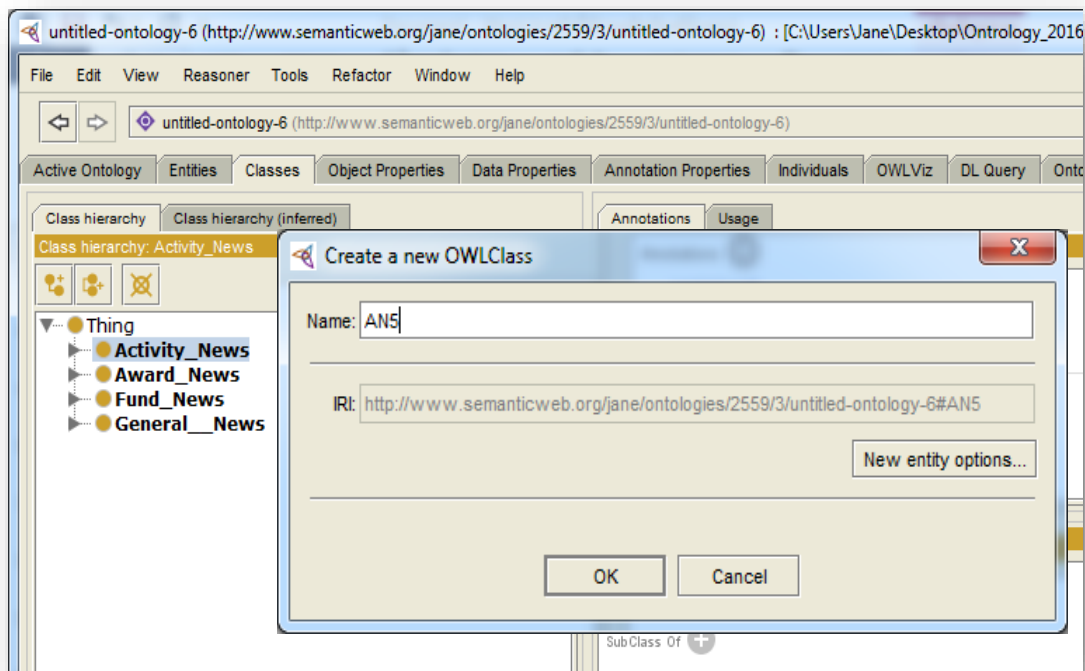 untitled-ontology-6 (http://www.semanticweb.org/jane/ontologies/2559/3/untitled-ontology-6) : [C:\Users\Jane\Desktop\Ontrology_2016
File Edit View Reasoner Tools Refactor Window Help
untitled-ontology-6 (http://www.semanticweb.org/jane/ontologies/2559/3/untitled-ontology-6)
Active Ontology Entities Classes Object Properties Data Properties Annotation Properties Individuals OWLViz DL Query
Class hierarchy Class hierarchy (inferred) Annotations Usage
Class hierarchy: Activity_News
Create a new OWLClass
Name: AN5
Thing
Activity_News
Award_News
Fund_News
General__News
IRI: http://www.semanticweb.org/jane/ontologies/2559/3/untitled-ontology-6#AN5
New entity options...
OK Cancel
SubClass Of